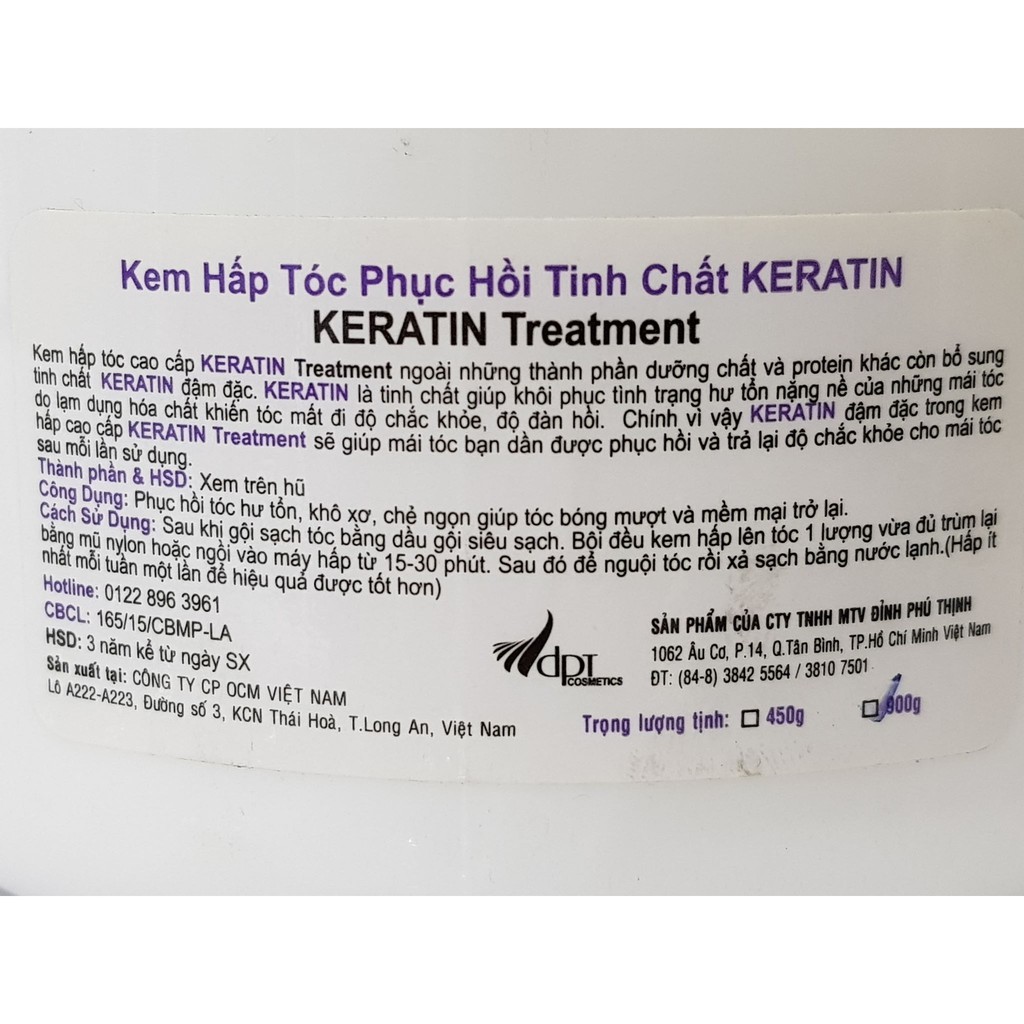 Kem Hấp Tóc Phục Hồi Tinh Chất KERATIN
KERATIN Treatment
Kem hấp tóc cao cấp KERATIN Treatment ngoài những thành phần dưỡng chất và protein khác còn bổ sung
tinh chất KERATIN đậm đặc. KERATIN là tinh chất giúp khôi phục tình trạng hư tổn nặng nề của những mái tóc
do lạm dụng hóa chất khiến tóc mất đi độ chắc khỏe, độ đàn hồi. Chính vì vậy KERATIN đậm đặc trong kem
hấp cao cấp KERATIN Treatment sẽ giúp mái tóc bạn dần được phục hồi và trả lại độ chắc khỏe cho mái tóc
sau mỗi lần sử dụng.
Thành phần & HSD: Xem trên hũ
Công Dụng: Phục hồi tóc hư tổn, khô xơ, chẻ ngọn giúp tóc bóng mượt và mềm mại trở lại.
Cách Sử Dụng: Sau khi gội sạch tóc bằng dầu gội siêu sạch. Bôi đều kem hấp lên tóc 1 lượng vừa đủ trùm lại
bằng mũ nylon hoặc ngồi vào máy hấp từ 15-30 phút. Sau đó để nguội tóc rồi xả sạch bằng nước lạnh.(Hấp ít
nhất mỗi tuần một lần để hiệu quả được tốt hơn)
Hotline: 0122 896 3961
CBCL: 165/15/CBMP-LA
HSD: 3 năm kể từ ngày SX
Sản xuất tại: CÔNG TY CP OCM VIỆT NAM
Lô A222-A223, Đường số 3, KCN Thái Hoà, T.Long An, Việt Nam
dpt
COSMETICS
SẢN PHẨM CỦA CTY TNHH MTV ĐỈNH PHÚ THỊNH
1062 Âu Cơ, P.14, Q.Tân Bình, TP.Hồ Chí Minh Việt Nam
ĐT: (84-8) 3842 5564 / 3810 7501
Trọng lượng tịnh: 450g 900g